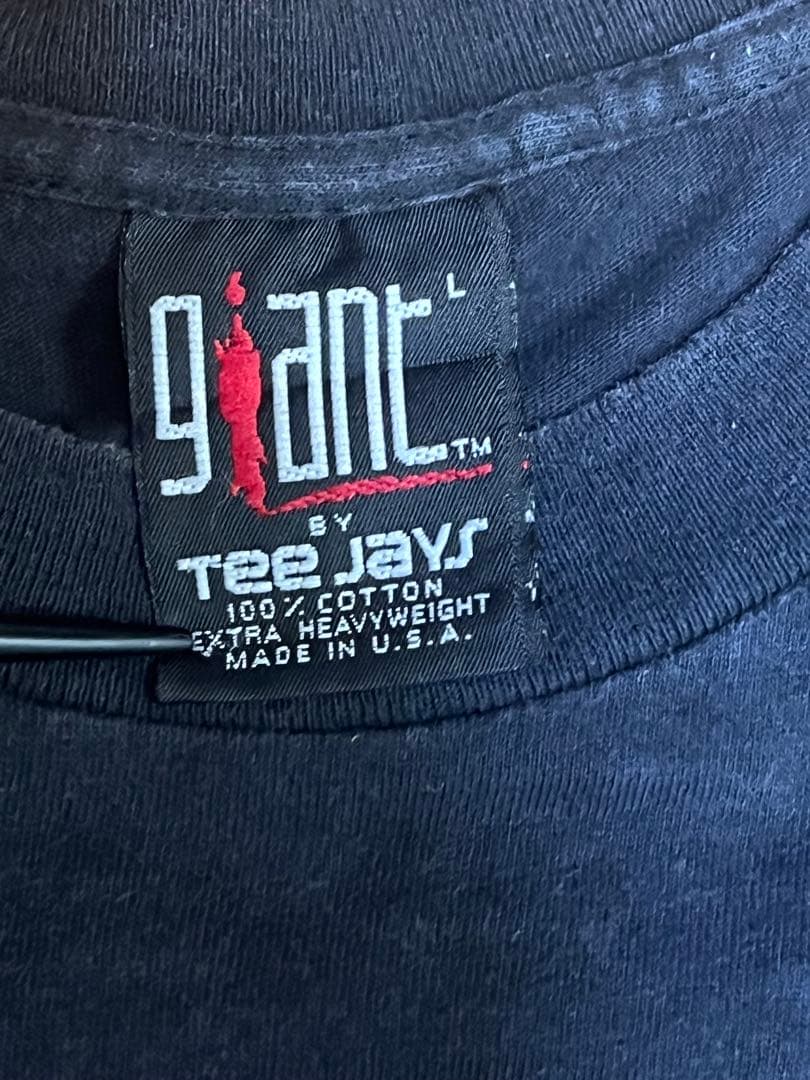 giant L
TM
BY
Tee Jays
100% COTTON
EXTRA HEAVYWEIGHT
MADE IN U.S.A.